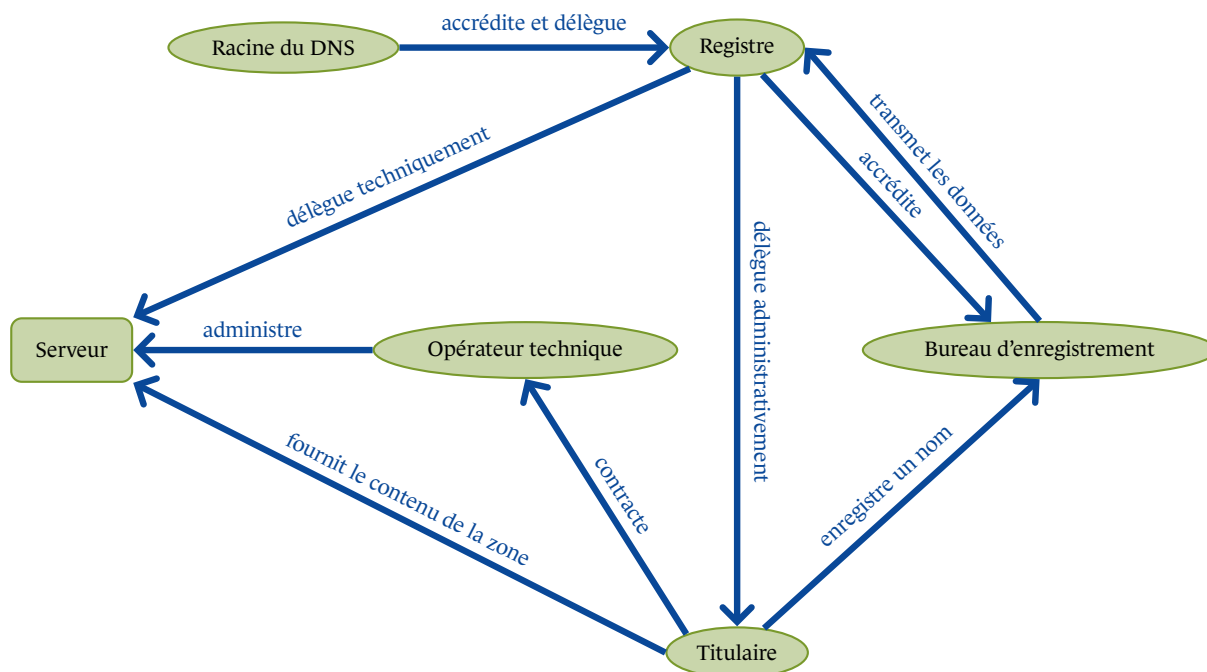 accrédite et délègue
Racine du DNS
Registre
transmet les données
accrédite
délègue techniquement
délègue administrativement
administre
Serveur
Opérateur technique
Bureau d'enregistrement
fournit le contenu de la zone
contracte
enregistre un nom
Titulaire